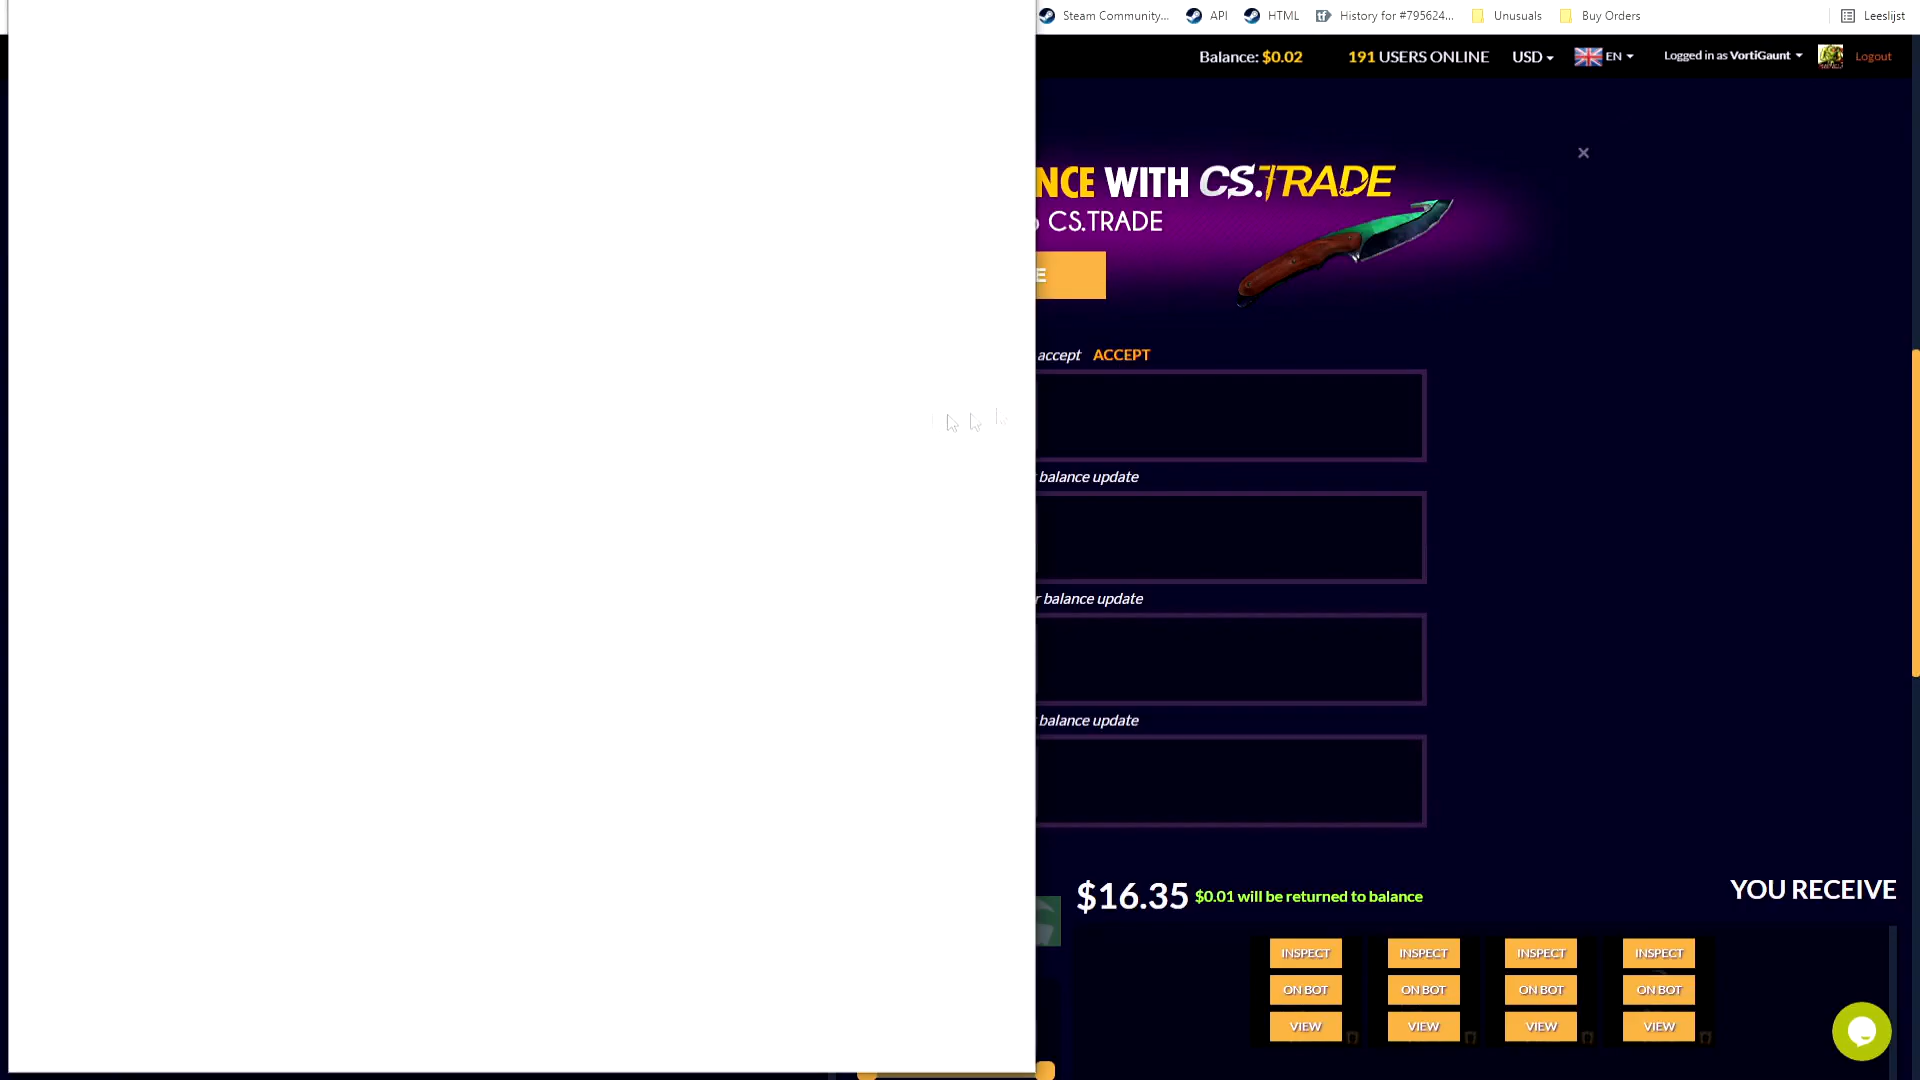 Steam Community... API HTML History for #795624... Unusuals Buy Orders Leeslijst
Balance: $0.02 191 USERS ONLINE USD EN Logged in as VortiGaunt Logout
NCE WITH CS.TRADE
CS.TRADE
E
accept ACCEPT
balance update
r balance update
balance update
$16.35 $0.01 will be returned to balance YOU RECEIVE
INSPECT INSPECT INSPECT INSPECT
ON BOT ON BOT ON BOT ON BOT
VIEW VIEW VIEW VIEW